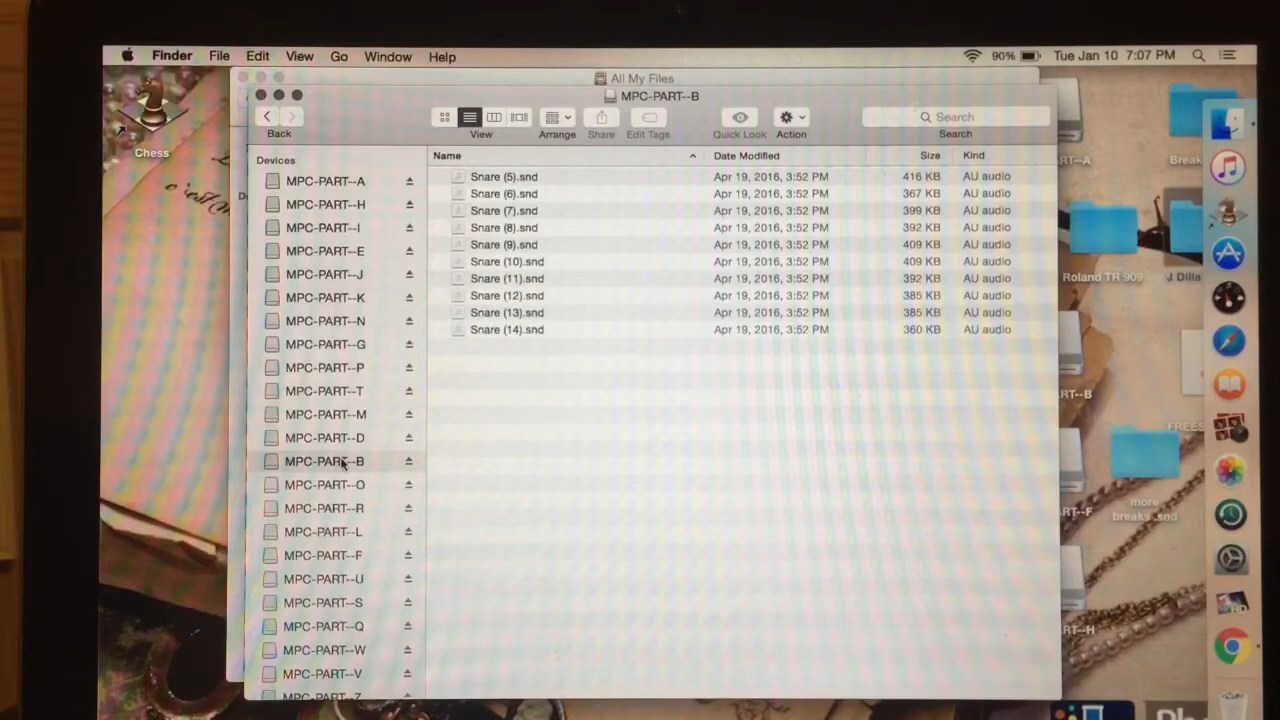 Finder File Edit View Go Window Help 90% Tue Jan 10 7:07 PM
All My Files
MPC-PART--B
Search
Back View Arrange Share Edit Tags Quick Look Action Search
Devices
Name Date Modified Size Kind
MPC-PART--A
MPC-PART--H
MPC-PART--I
MPC-PART--E
MPC-PART--J
MPC-PART--K
MPC-PART--N
MPC-PART--G
MPC-PART--P
MPC-PART--T
MPC-PART--M
MPC-PART--D
MPC-PART--B
MPC-PART--O
MPC-PART--R
MPC-PART--L
MPC-PART--F
MPC-PART--U
MPC-PART--S
MPC-PART--Q
MPC-PART--W
MPC-PART--V
MPC-PART--Z
Snare (5).snd Apr 19, 2016, 3:52 PM 416 KB AU audio
Snare (6).snd Apr 19, 2016, 3:52 PM 367 KB AU audio
Snare (7).snd Apr 19, 2016, 3:52 PM 399 KB AU audio
Snare (8).snd Apr 19, 2016, 3:52 PM 392 KB AU audio
Snare (9).snd Apr 19, 2016, 3:52 PM 409 KB AU audio
Snare (10).snd Apr 19, 2016, 3:52 PM 409 KB AU audio
Snare (11).snd Apr 19, 2016, 3:52 PM 392 KB AU audio
Snare (12).snd Apr 19, 2016, 3:52 PM 385 KB AU audio
Snare (13).snd Apr 19, 2016, 3:52 PM 385 KB AU audio
Snare (14).snd Apr 19, 2016, 3:52 PM 360 KB AU audio
Chess
RT--A
Break
Roland TR 909
J Dilla
RT--B
FREES
more
breaks .snd
RT--F
RT--H